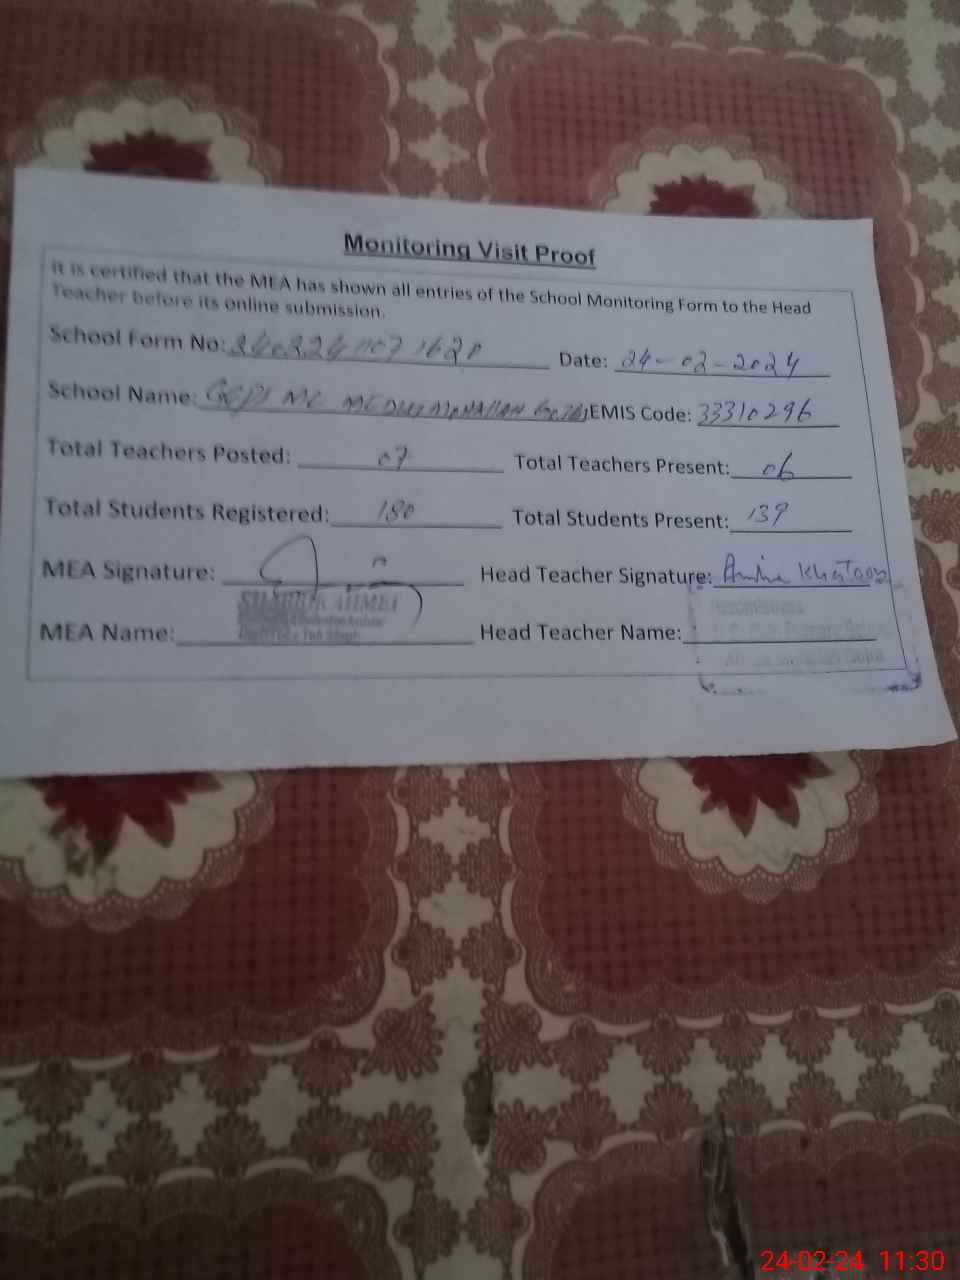 Monitoring Visit Proof
It is certified that the MEA has shown all entries of the School Monitoring Form to the Head
Teacher before its online submission.
School Form No: Date: 24-02-2024
School Name: EMIS Code: 33310296
Total Teachers Posted: 07 Total Teachers Present: 06
Total Students Registered: 180 Total Students Present: 139
MEA Signature: Head Teacher Signature: Amina Khatoon
MEA Name: Head Teacher Name:
24-02-24 11:30